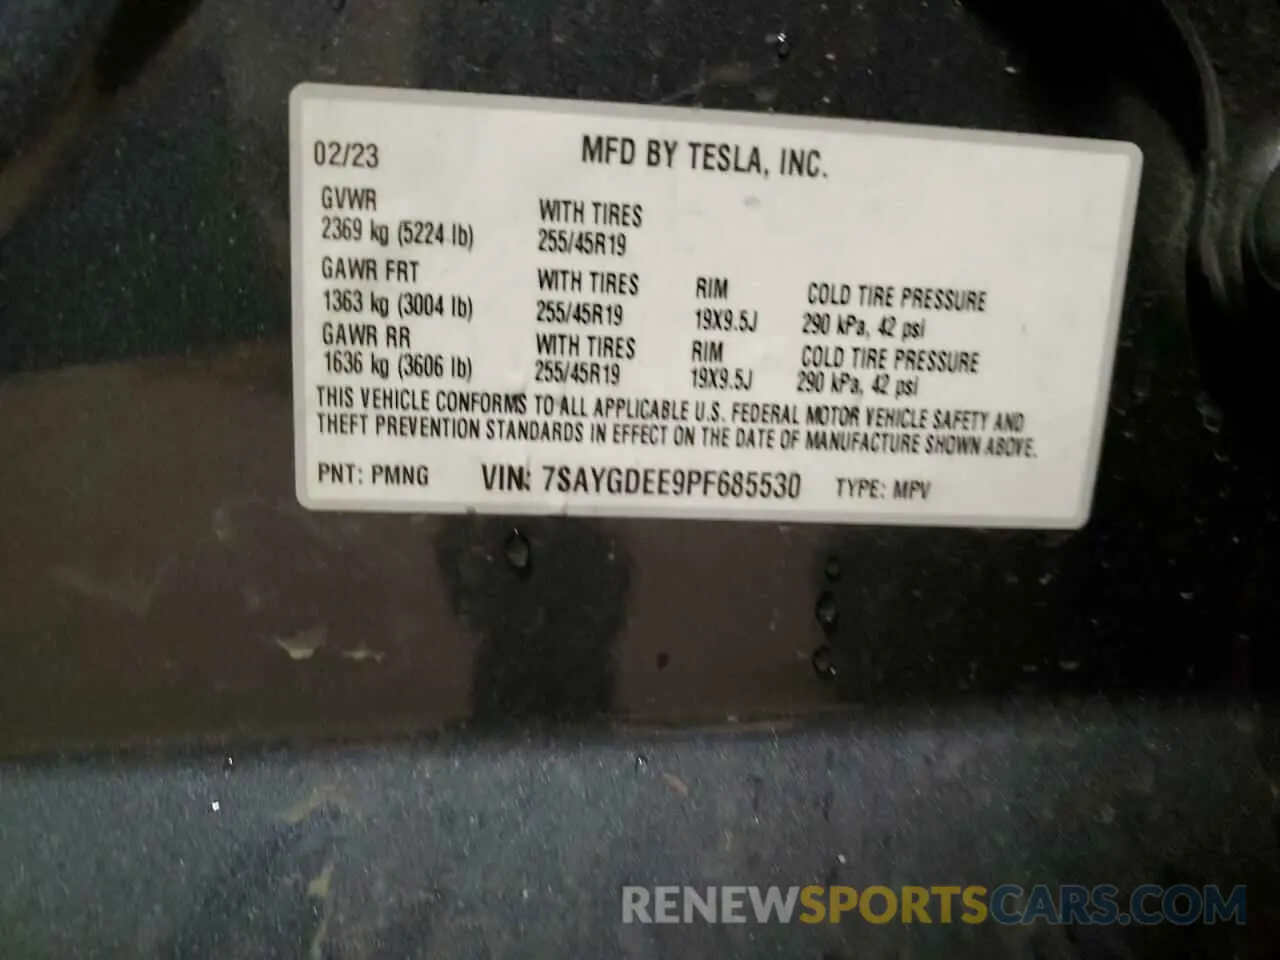 02/23 MFD BY TESLA, INC.
GVWR WITH TIRES
2369 kg (5224 lb) 255/45R19
GAWR FRT WITH TIRES RIM COLD TIRE PRESSURE
1363 kg (3004 lb) 255/45R19 19X9.5J 290 kPa, 42 psi
GAWR RR WITH TIRES RIM COLD TIRE PRESSURE
1636 kg (3606 lb) 255/45R19 19X9.5J 290 kPa, 42 psi
THIS VEHICLE CONFORMS TO ALL APPLICABLE U.S. FEDERAL MOTOR VEHICLE SAFETY AND
THEFT PREVENTION STANDARDS IN EFFECT ON THE DATE OF MANUFACTURE SHOWN ABOVE.
PNT: PMNG VIN: 7SAYGDEE9PF685530 TYPE: MPV
RENEWSPORTSCARS.COM